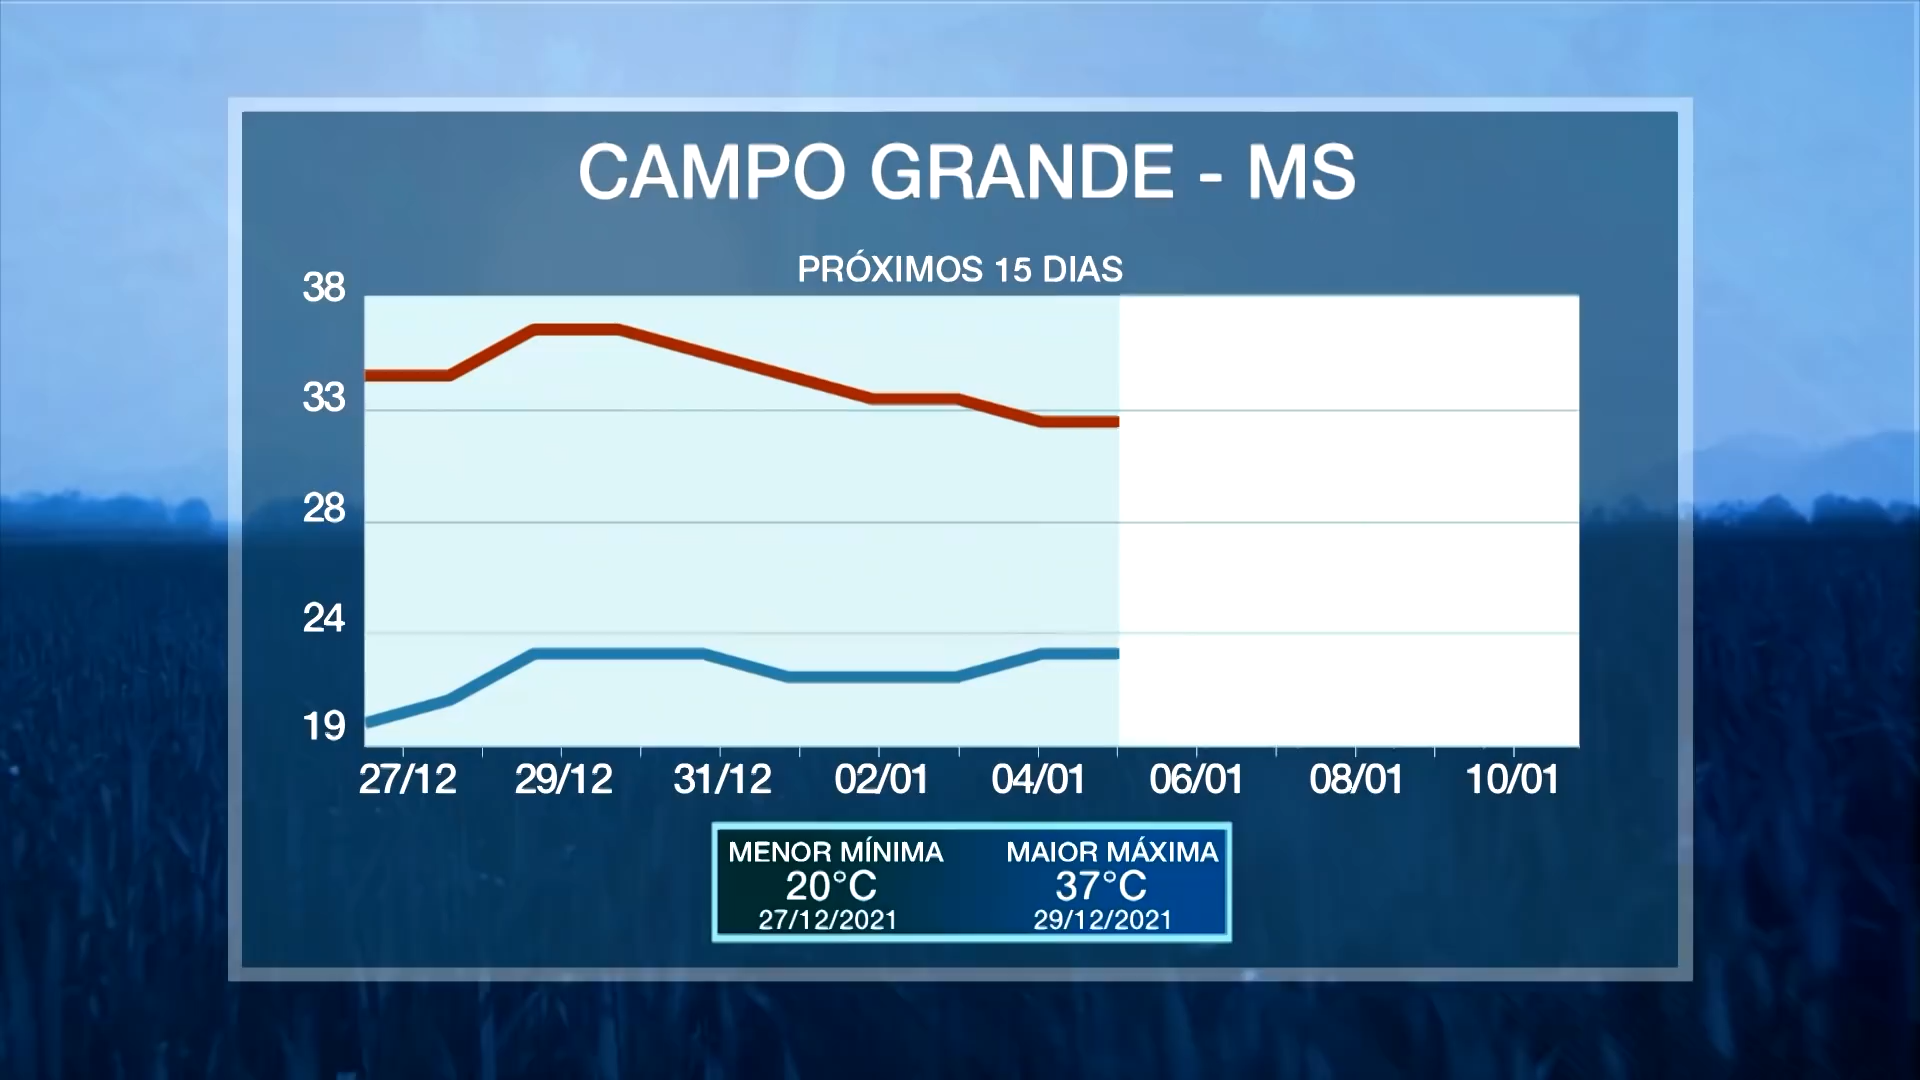 CAMPO GRANDE - MS
PRÓXIMOS 15 DIAS
38
33
28
24
19
27/12 29/12 31/12 02/01 04/01 06/01 08/01 10/01
MENOR MÍNIMA MAIOR MÁXIMA
20°C 37°C
27/12/2021 29/12/2021